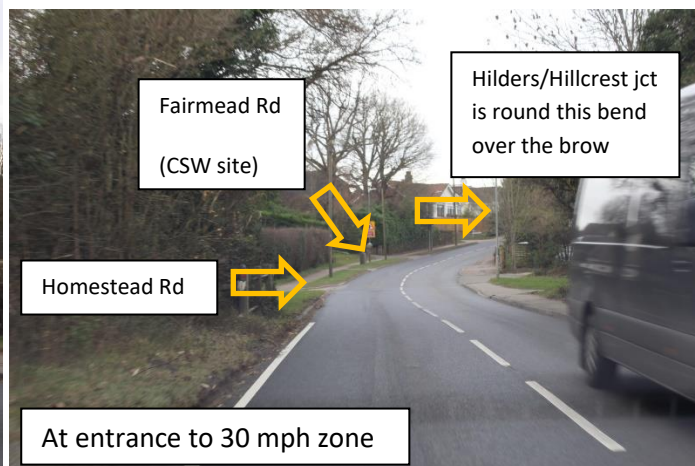 Fairmead Rd
(CSW site)
Hilders/Hillcrest jct
is round this bend
over the brow
Homestead Rd
At entrance to 30 mph zone